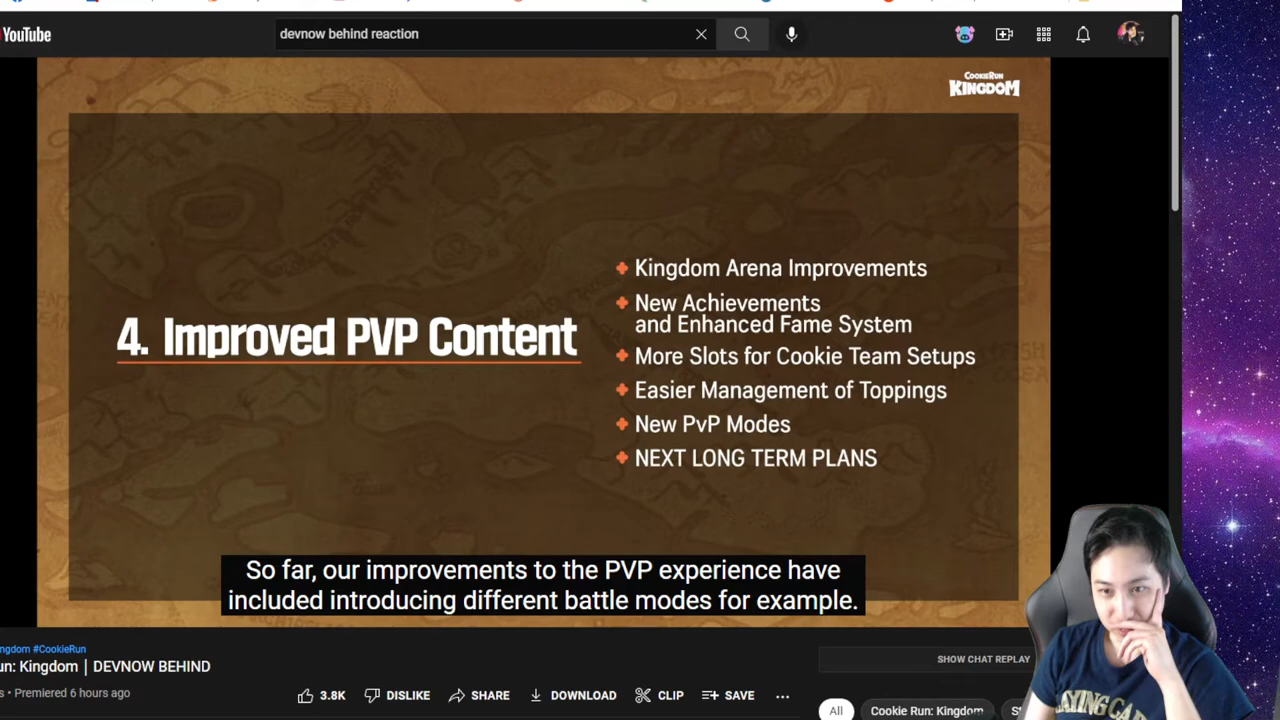 YouTube
devnow behind reaction
COOKIERUN
KINGDOM
4. Improved PVP Content
Kingdom Arena Improvements
New Achievements
and Enhanced Fame System
More Slots for Cookie Team Setups
Easier Management of Toppings
New PvP Modes
NEXT LONG TERM PLANS
So far, our improvements to the PVP experience have
included introducing different battle modes for example.
ngdom #CookieRun
un: Kingdom | DEVNOW BEHIND
s • Premiered 6 hours ago
3.8K
DISLIKE
SHARE
DOWNLOAD
CLIP
SAVE
SHOW CHAT REPLAY
All
Cookie Run: Kingdom